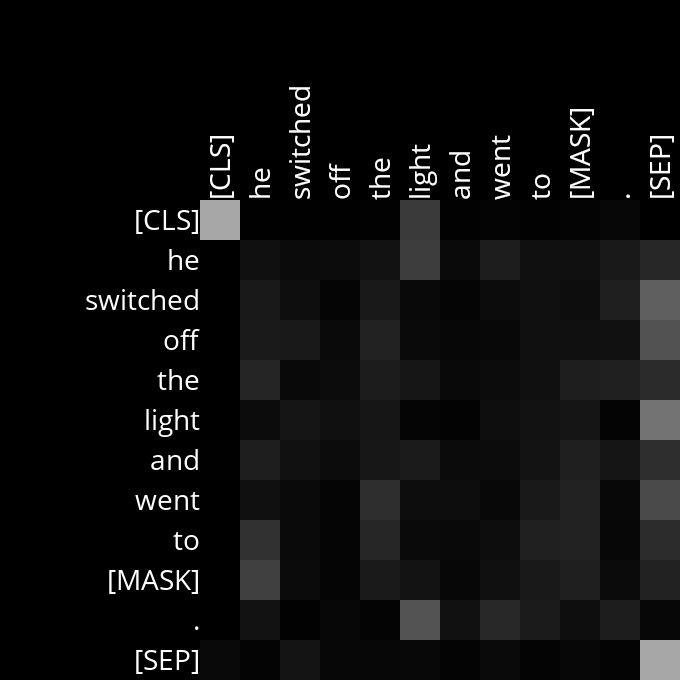 [CLS] he switched off the light and went to [MASK] . [SEP]
[CLS]
he
switched
off
the
light
and
went
to
[MASK]
.
[SEP]